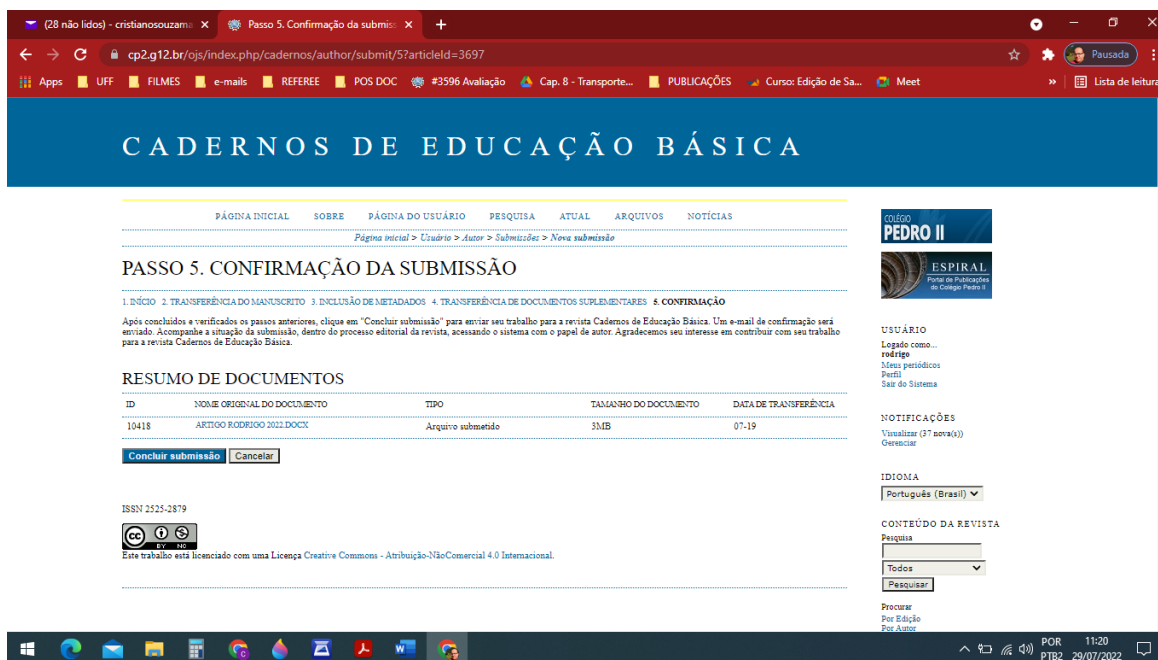 (28 não lidos) - cristianosouzama
Passo 5. Confirmação da submiss
cp2.g12.br/ojs/index.php/cadernos/author/submit/5?articleId=3697
Pausada
Apps UFF FILMES e-mails REFEREE POS DOC #3596 Avaliação Cap. 8 - Transporte... PUBLICAÇÕES Curso: Edição de Sa... Meet » Lista de leitura
CADERNOS DE EDUCAÇÃO BÁSICA
PÁGINA INICIAL SOBRE PÁGINA DO USUÁRIO PESQUISA ATUAL ARQUIVOS NOTÍCIAS
Página inicial > Usuário > Autor > Submissões > Nova submissão
PASSO 5. CONFIRMAÇÃO DA SUBMISSÃO
1. INÍCIO 2. TRANSFERÊNCIA DO MANUSCRITO 3. INCLUSÃO DE METADADOS 4. TRANSFERÊNCIA DE DOCUMENTOS SUPLEMENTARES 5. CONFIRMAÇÃO
Após concluídos e verificados os passos anteriores, clique em "Concluir submissão" para enviar seu trabalho para a revista Cadernos de Educação Básica. Um e-mail de confirmação será
enviado. Acompanhe a situação da submissão, dentro do processo editorial da revista, acessando o sistema com o papel de autor. Agradecemos seu interesse em contribuir com seu trabalho
para a revista Cadernos de Educação Básica.
RESUMO DE DOCUMENTOS
ID NOME ORIGINAL DO DOCUMENTO TIPO TAMANHO DO DOCUMENTO DATA DE TRANSFERÊNCIA
10418 ARTIGO RODRIGO 2022.DOCX Arquivo submetido 3MB 07-19
Concluir submissão Cancelar
ISSN 2525-2879
cc BY NC
Este trabalho está licenciado com uma Licença Creative Commons - Atribuição-NãoComercial 4.0 Internacional.
COLÉGIO
PEDRO II
ESPIRAL
Portal de Publicações
do Colégio Pedro II
USUÁRIO
Logado como...
rodrigo
Meus periódicos
Perfil
Sair do Sistema
NOTIFICAÇÕES
Visualizar (37 nova(s))
Gerenciar
IDIOMA
Português (Brasil)
CONTEÚDO DA REVISTA
Pesquisa
Todos
Pesquisar
Procurar
Por Edição
Por Autor
POR 11:20
PTB2 29/07/2022